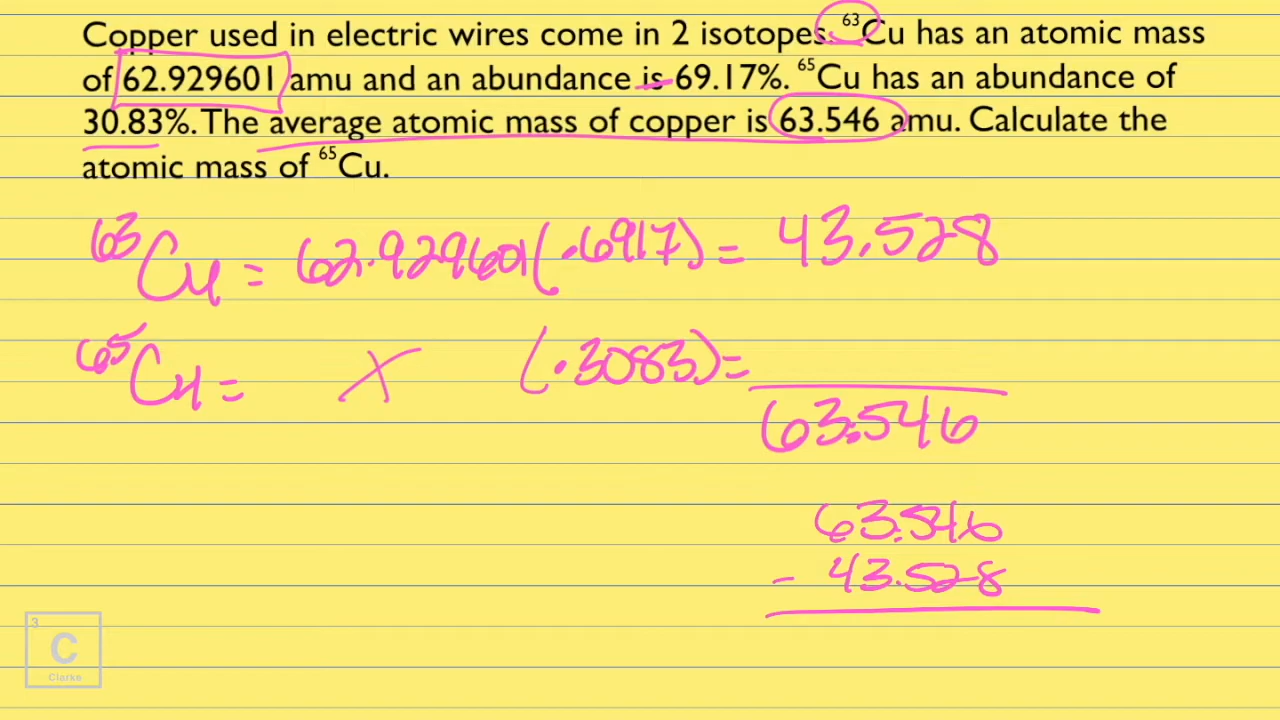 Copper used in electric wires come in 2 isotopes. ⁶³Cu has an atomic mass
of 62.929601 amu and an abundance is 69.17%. ⁶⁵Cu has an abundance of
30.83%. The average atomic mass of copper is 63.546 amu. Calculate the
atomic mass of ⁶⁵Cu.
⁶³Cu = 62.929601(.6917) = 43.528
⁶⁵Cu = X (.3083) =
63.546
63.546
- 43.528
3
C
Clarke